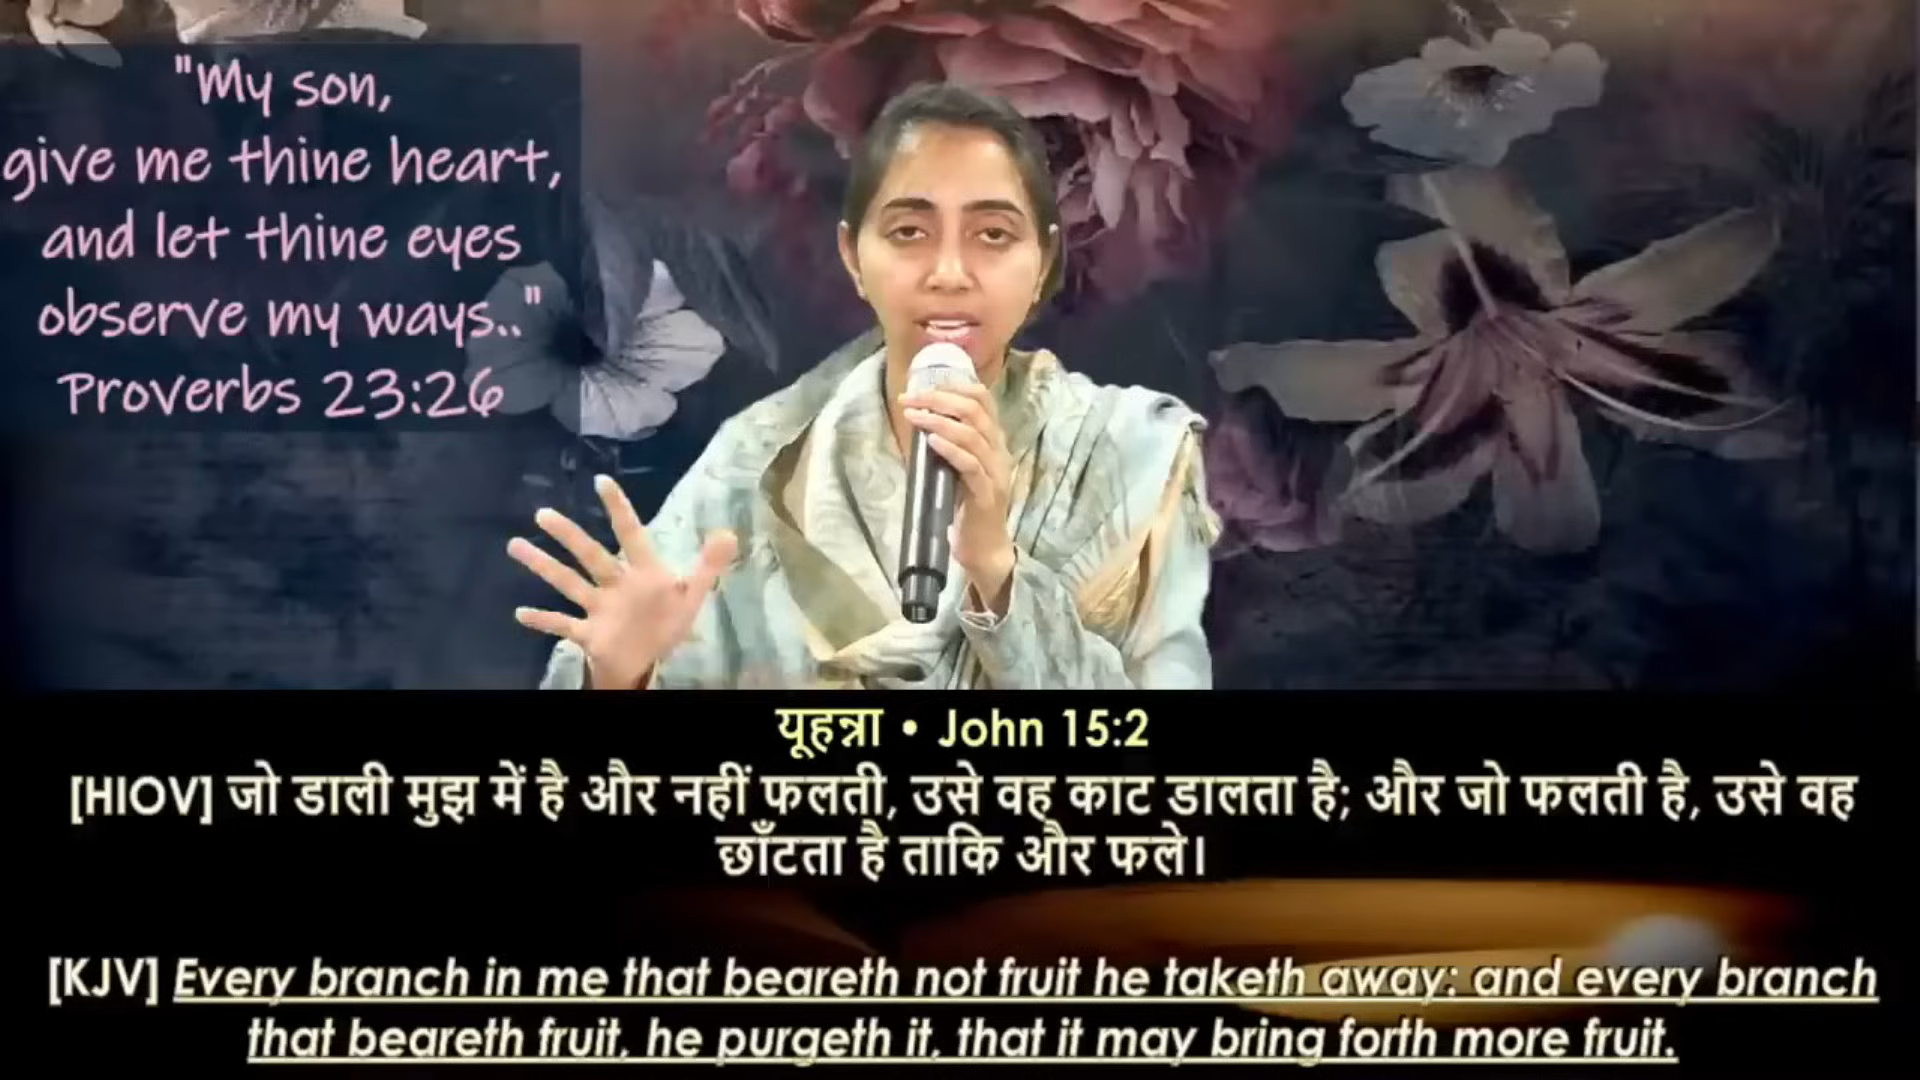 "My son,
give me thine heart,
and let thine eyes
observe my ways.."
Proverbs 23:26
यूहन्ना • John 15:2
[HIOV] जो डाली मुझ में है और नहीं फलती, उसे वह काट डालता है; और जो फलती है, उसे वह
छाँटता है ताकि और फले।
[KJV] Every branch in me that beareth not fruit he taketh away: and every branch
that beareth fruit, he purgeth it, that it may bring forth more fruit.